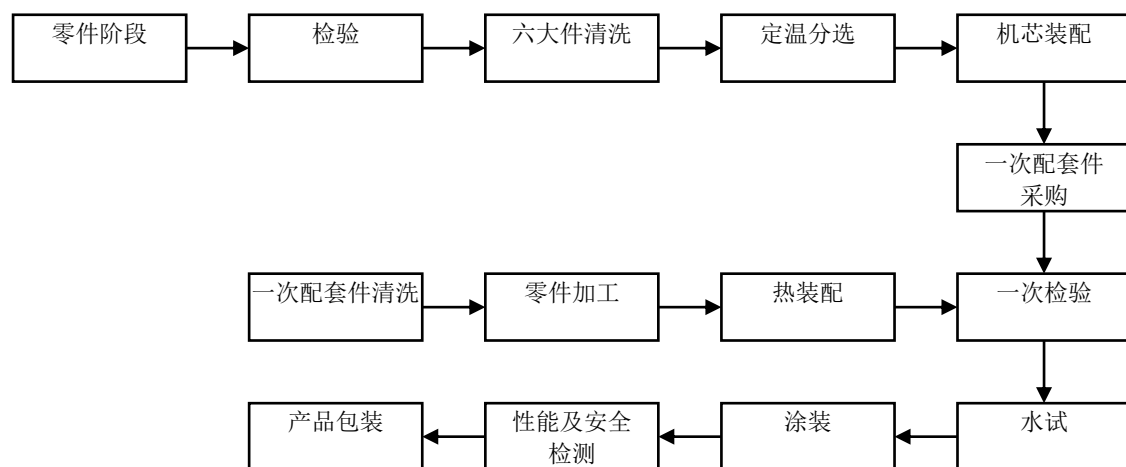 零件阶段
检验
六大件清洗
定温分选
机芯装配
一次配套件
采购
一次配套件清洗
零件加工
热装配
一次检验
产品包装
性能及安全
检测
涂装
水试